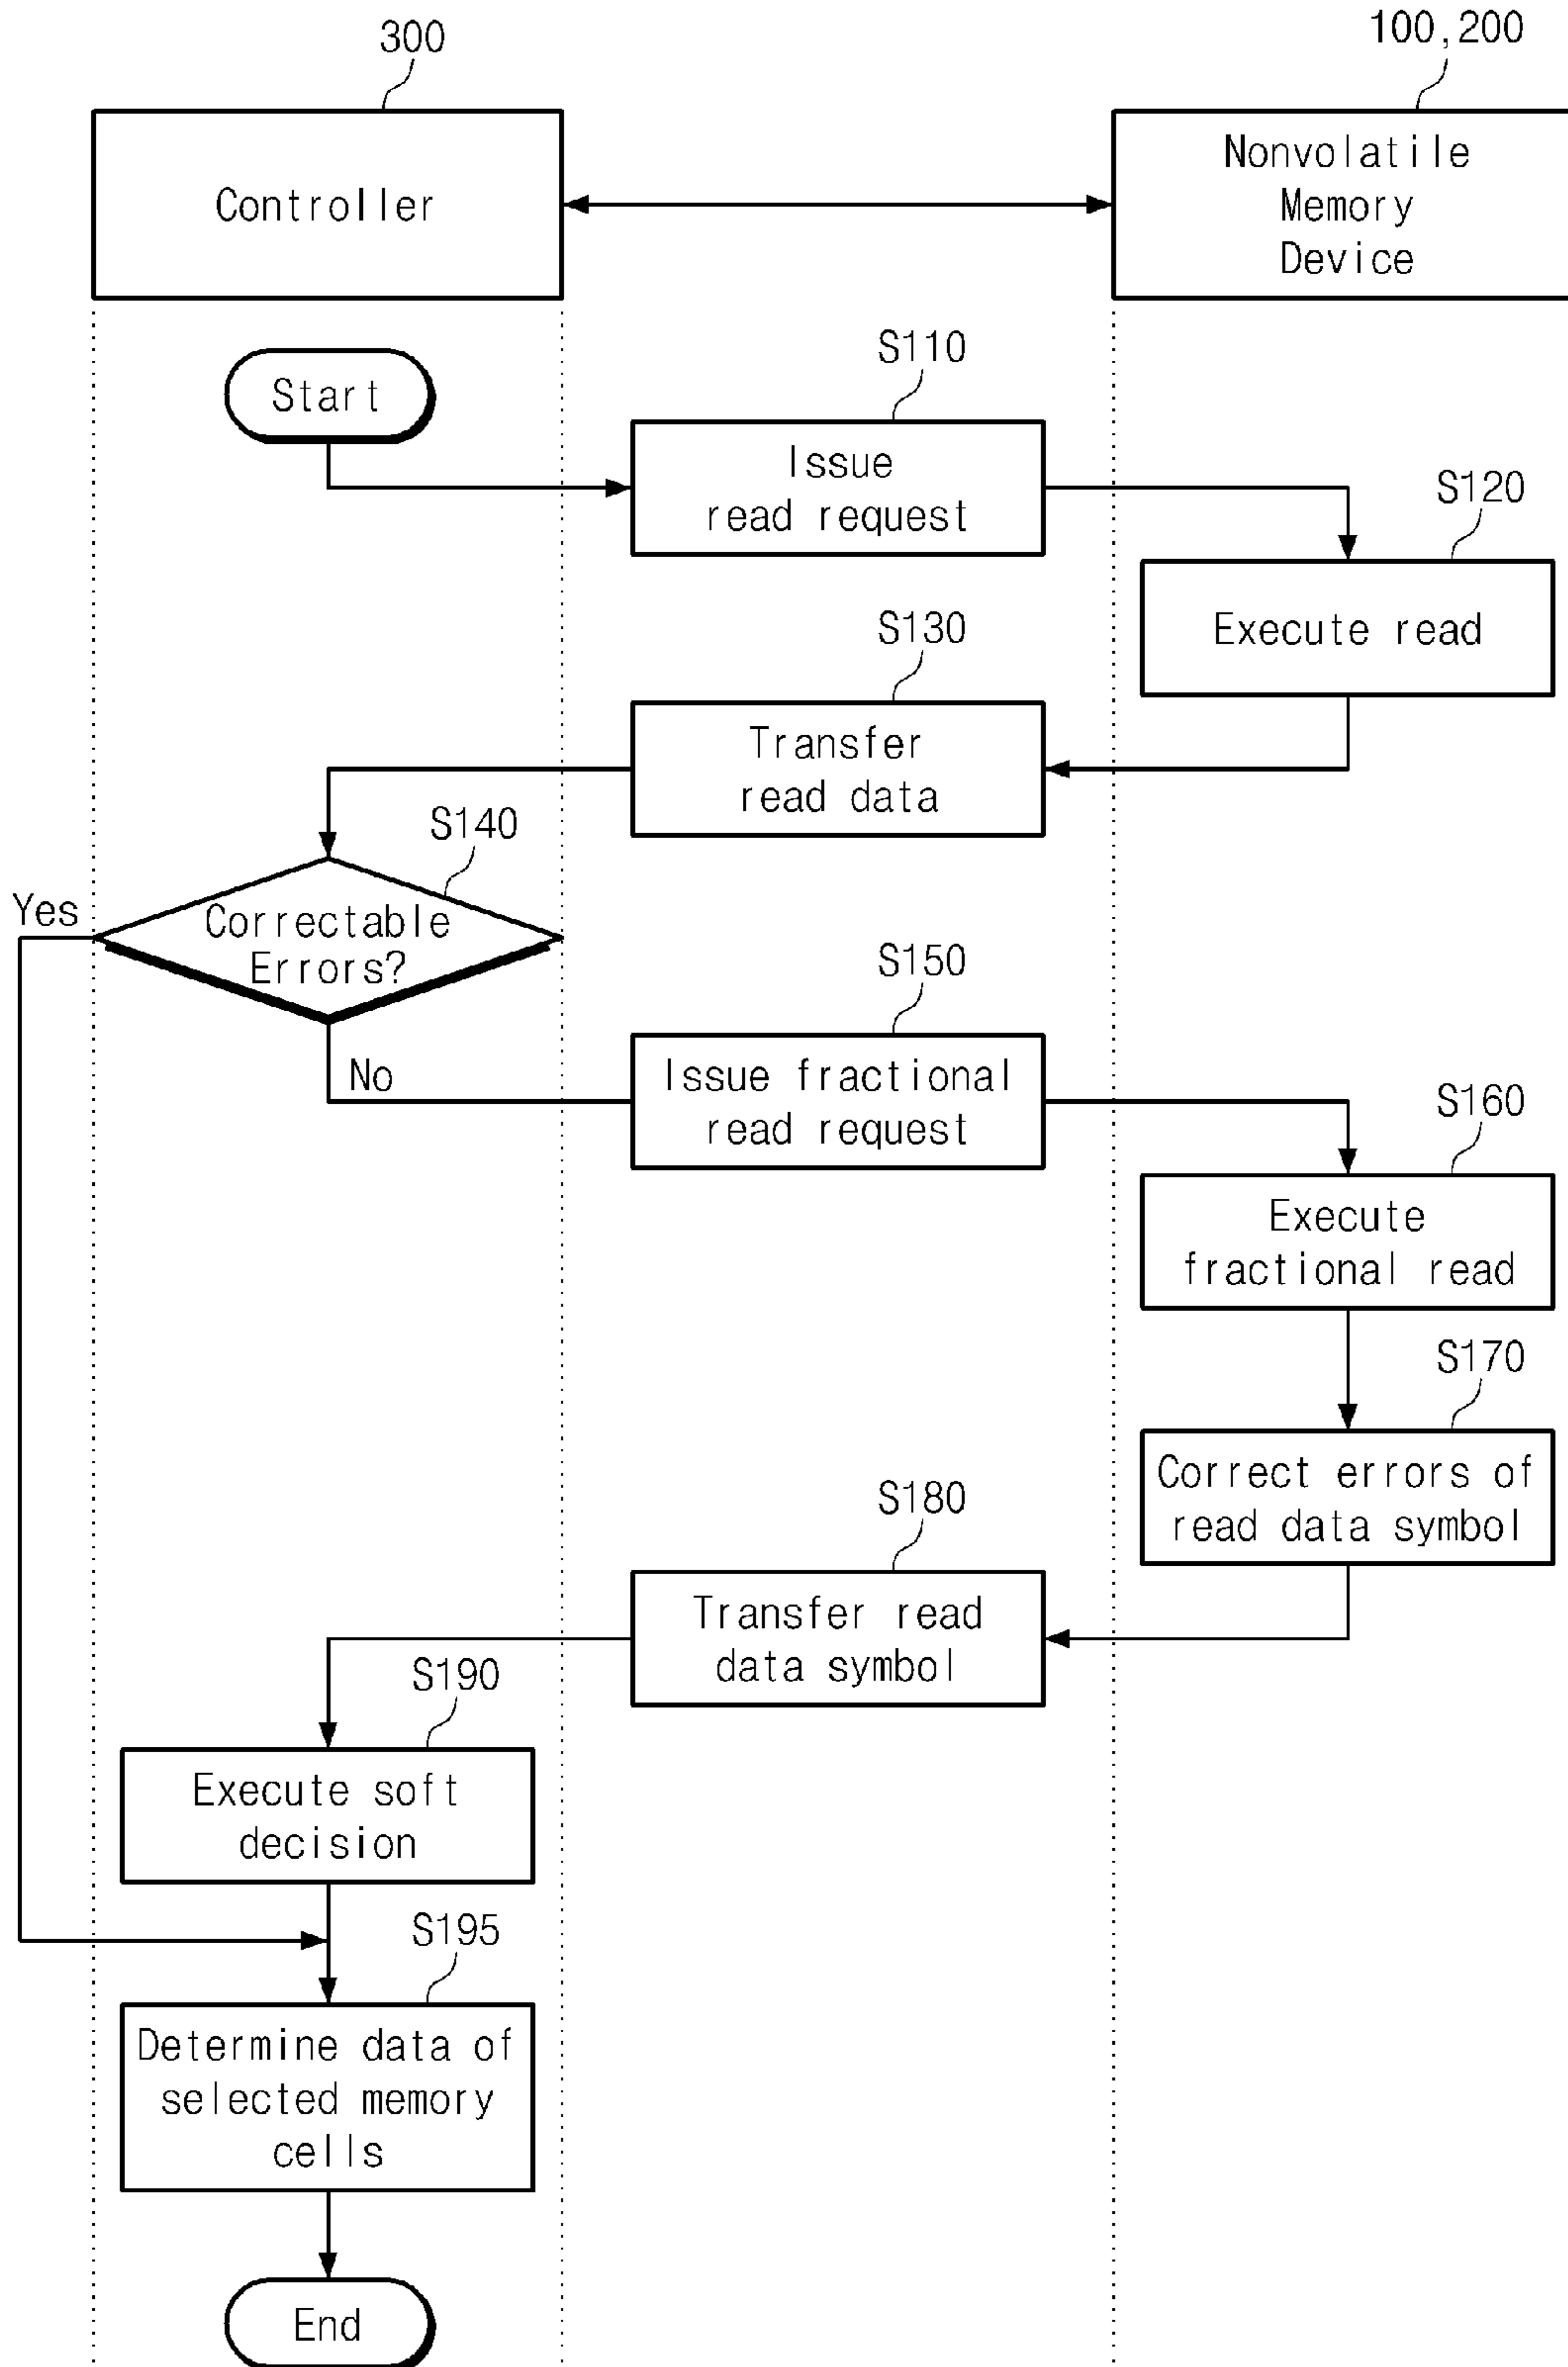 300
100,200
Controller
Nonvolatile
Memory
Device
Start
S110
Issue
read request
S120
Execute read
S130
Transfer
read data
S140
Yes
Correctable
Errors?
No
S150
Issue fractional
read request
S160
Execute
fractional read
S170
Correct errors of
read data symbol
S180
Transfer read
data symbol
S190
Execute soft
decision
S195
Determine data of
selected memory
cells
End